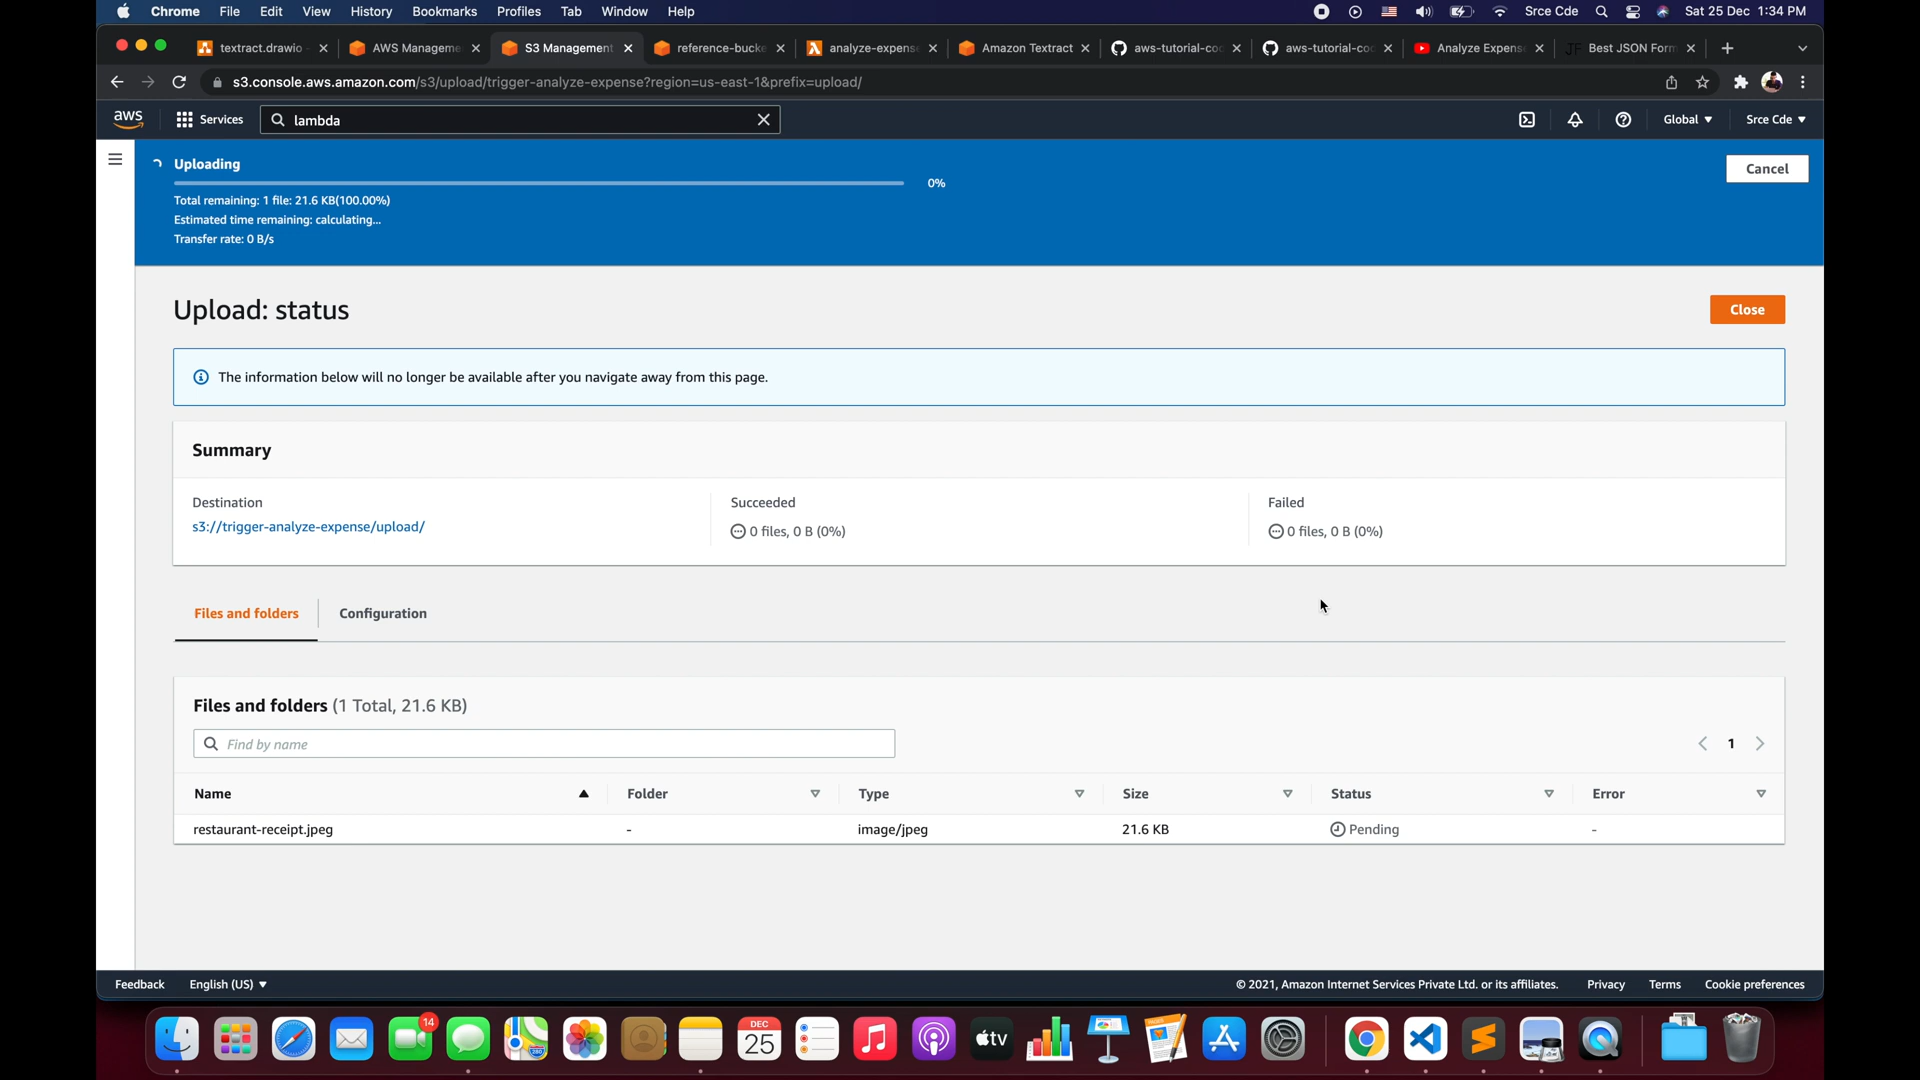 Chrome File Edit View History Bookmarks Profiles Tab Window Help Srce Cde Sat 25 Dec 1:34 PM
textract.drawio AWS Manageme S3 Management reference-bucke analyze-expense Amazon Textract aws-tutorial-co aws-tutorial-co Analyze Expens Best JSON Form
s3.console.aws.amazon.com/s3/upload/trigger-analyze-expense?region=us-east-1&prefix=upload/
aws Services lambda Global Srce Cde
Uploading
0%
Cancel
Total remaining: 1 file: 21.6 KB(100.00%)
Estimated time remaining: calculating...
Transfer rate: 0 B/s
Upload: status
Close
The information below will no longer be available after you navigate away from this page.
Summary
Destination Succeeded Failed
s3://trigger-analyze-expense/upload/ 0 files, 0 B (0%) 0 files, 0 B (0%)
Files and folders Configuration
Files and folders (1 Total, 21.6 KB)
Find by name 1
Name Folder Type Size Status Error
restaurant-receipt.jpeg - image/jpeg 21.6 KB Pending -
Feedback English (US) © 2021, Amazon Internet Services Private Ltd. or its affiliates. Privacy Terms Cookie preferences
14
DEC
25
280
tv